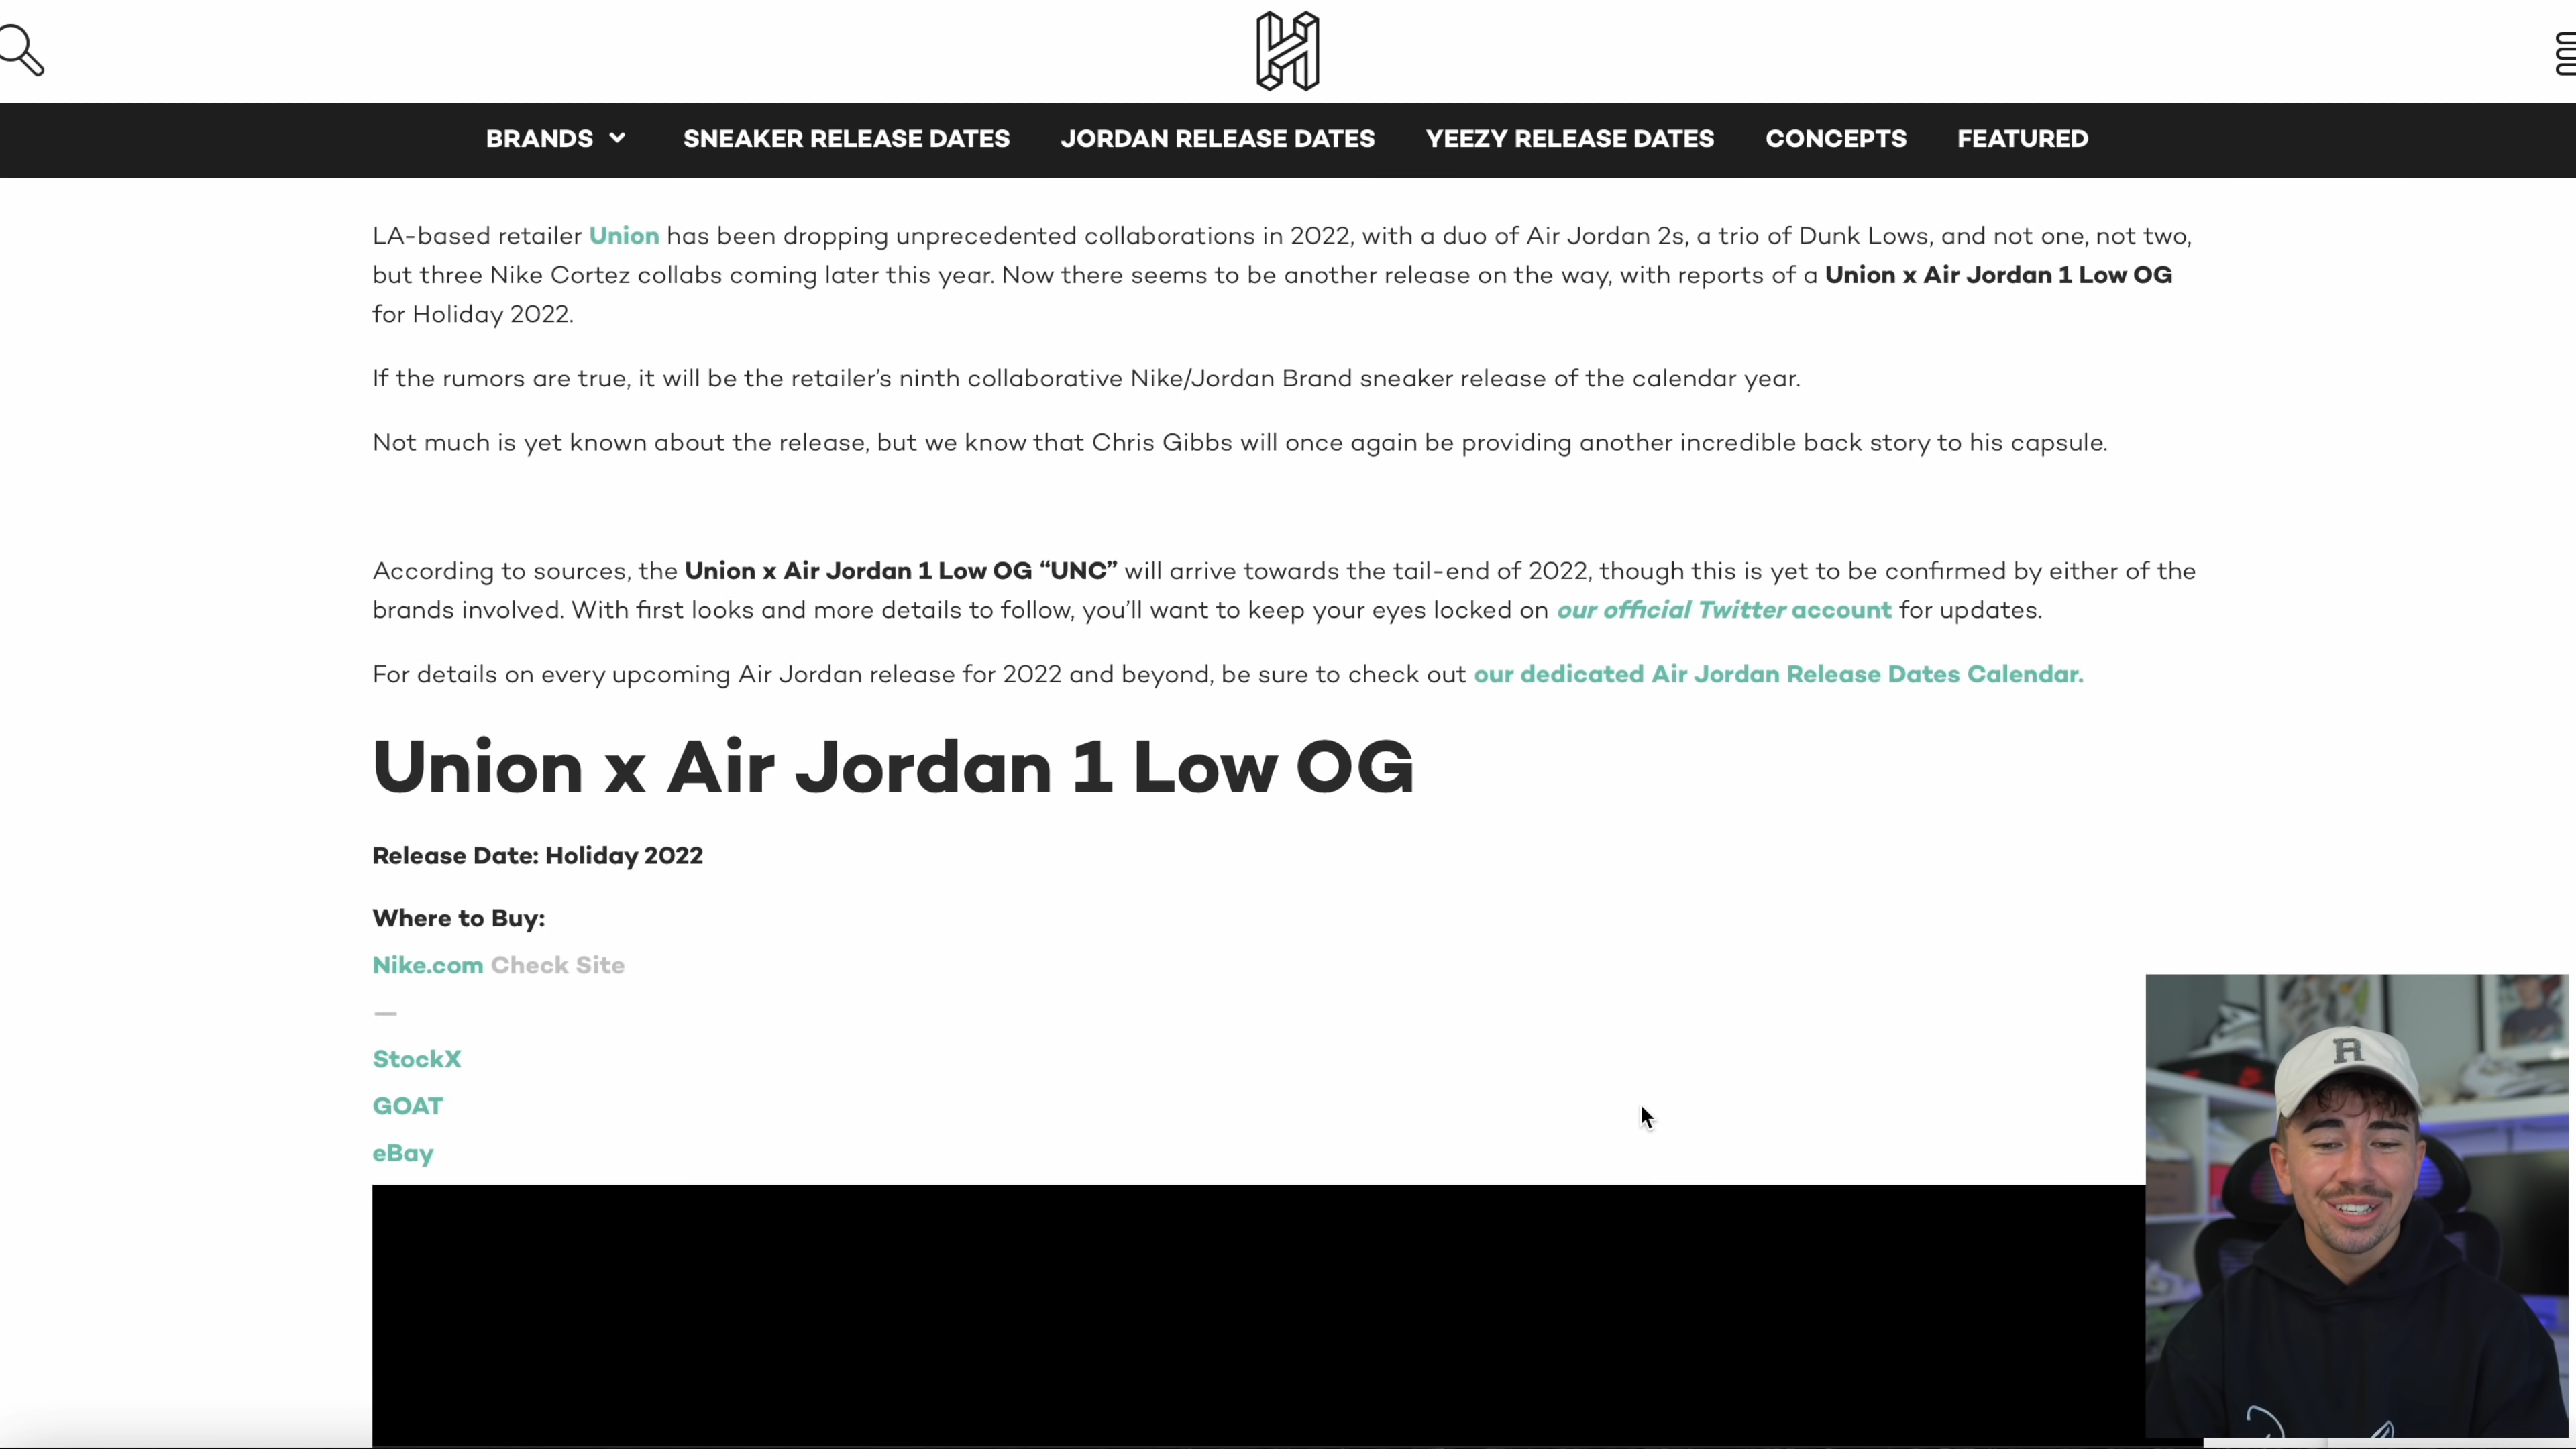 BRANDS SNEAKER RELEASE DATES JORDAN RELEASE DATES YEEZY RELEASE DATES CONCEPTS FEATURED
LA-based retailer Union has been dropping unprecedented collaborations in 2022, with a duo of Air Jordan 2s, a trio of Dunk Lows, and not one, not two,
but three Nike Cortez collabs coming later this year. Now there seems to be another release on the way, with reports of a Union x Air Jordan 1 Low OG
for Holiday 2022.
If the rumors are true, it will be the retailer’s ninth collaborative Nike/Jordan Brand sneaker release of the calendar year.
Not much is yet known about the release, but we know that Chris Gibbs will once again be providing another incredible back story to his capsule.
According to sources, the Union x Air Jordan 1 Low OG “UNC” will arrive towards the tail-end of 2022, though this is yet to be confirmed by either of the
brands involved. With first looks and more details to follow, you’ll want to keep your eyes locked on our official Twitter account for updates.
For details on every upcoming Air Jordan release for 2022 and beyond, be sure to check out our dedicated Air Jordan Release Dates Calendar.
Union x Air Jordan 1 Low OG
Release Date: Holiday 2022
Where to Buy:
Nike.com Check Site
—
StockX
GOAT
eBay
R